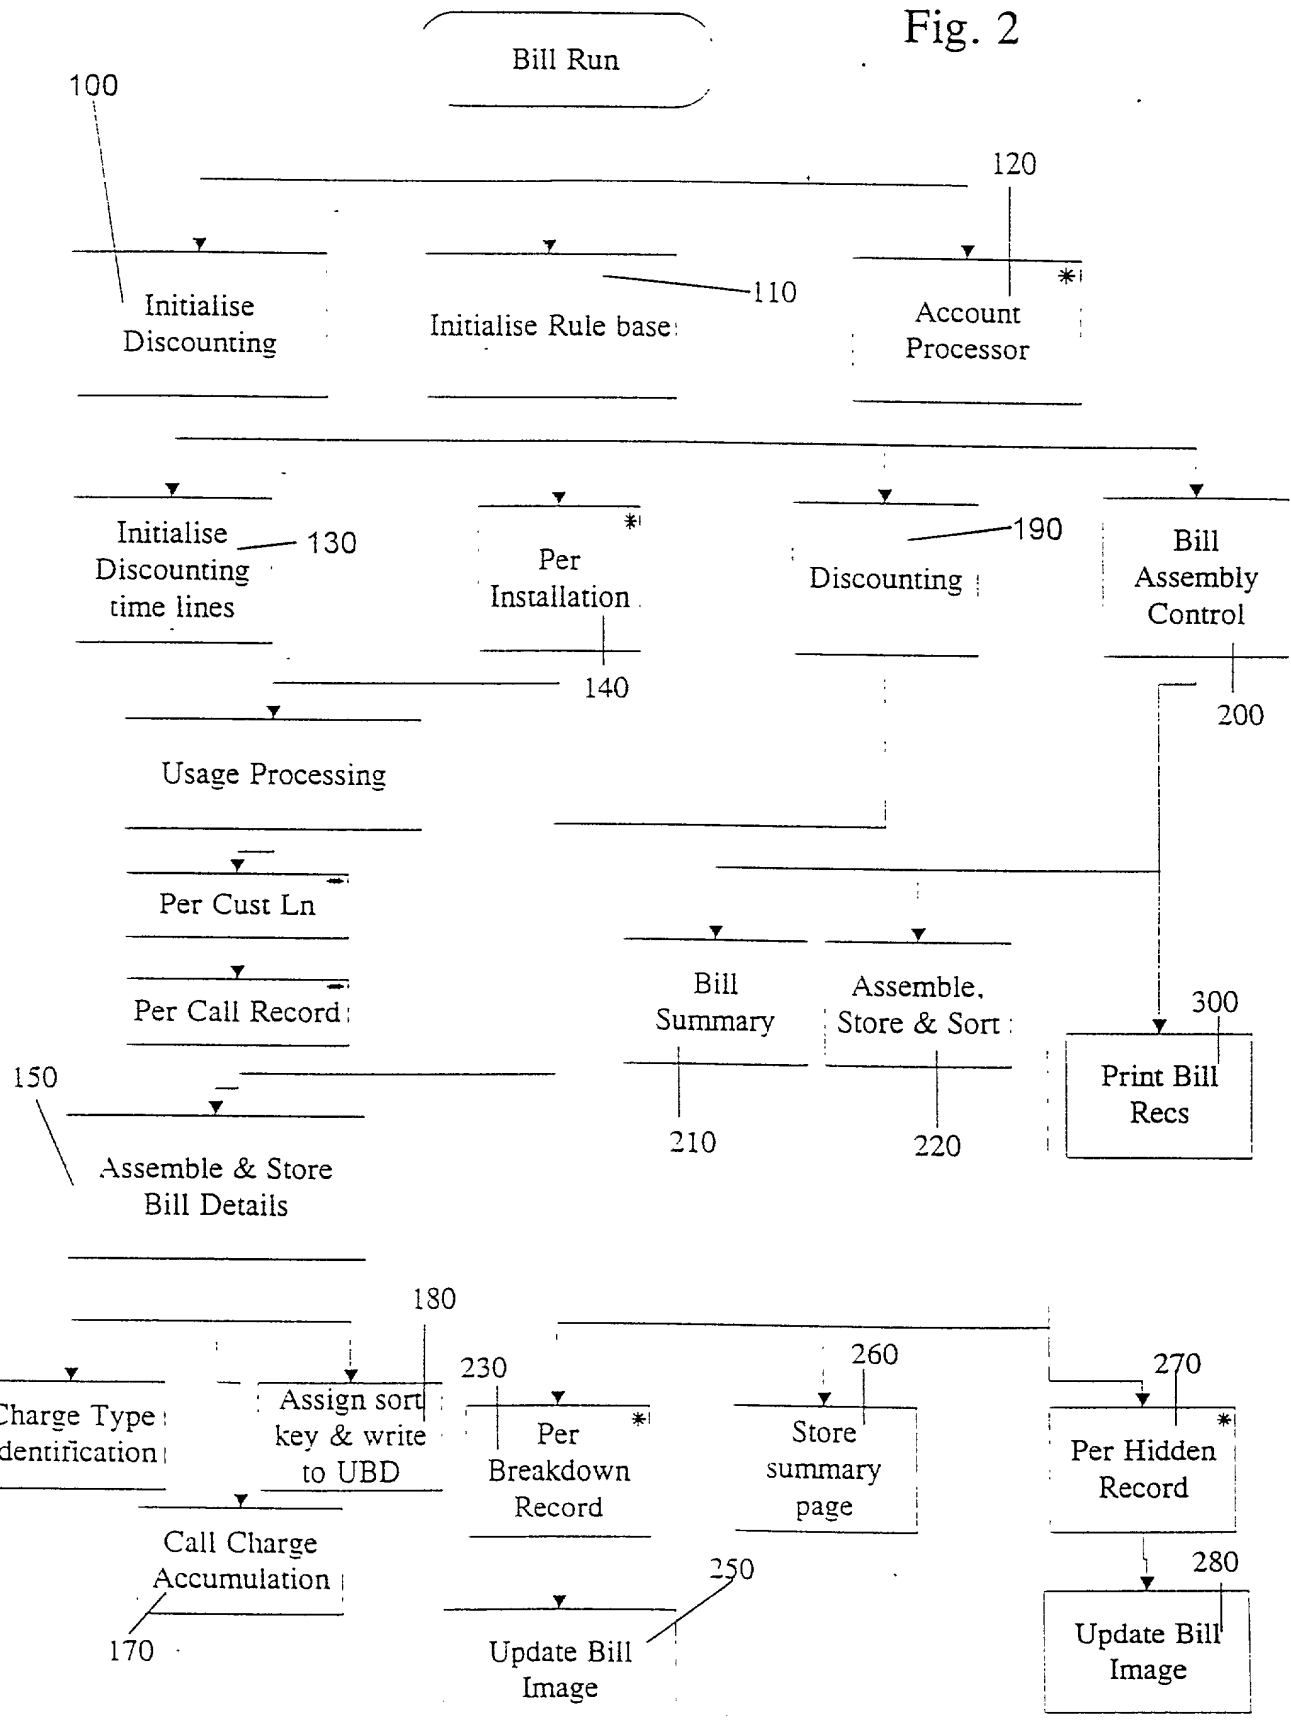 Fig. 2
Bill Run
100
120
110
Initialise
Discounting
Initialise Rule base
*
Account
Processor
Initialise
Discounting
time lines
130
*
Per
Installation
140
Discounting
190
Bill
Assembly
Control
200
Usage Processing
Per Cust Ln
Per Call Record
Bill
Summary
210
Assemble,
Store & Sort
220
300
Print Bill
Recs
150
Assemble & Store
Bill Details
180
230
260
270
Charge Type
Identification
Assign sort
key & write
to UBD
*
Per
Breakdown
Record
Store
summary
page
*
Per Hidden
Record
Call Charge
Accumulation
170
250
Update Bill
Image
280
Update Bill
Image